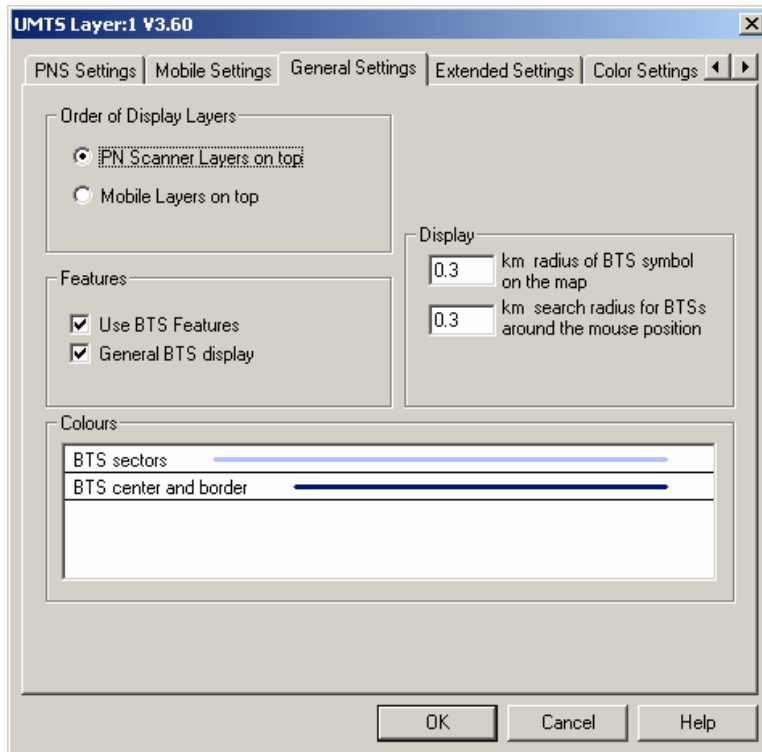 UMTS Layer:1 V3.60
PNS Settings Mobile Settings General Settings Extended Settings Color Settings
Order of Display Layers
PN Scanner Layers on top
Mobile Layers on top
Features
Use BTS Features
General BTS display
Display
0.3 km radius of BTS symbol
on the map
0.3 km search radius for BTSs
around the mouse position
Colours
BTS sectors
BTS center and border
OK Cancel Help